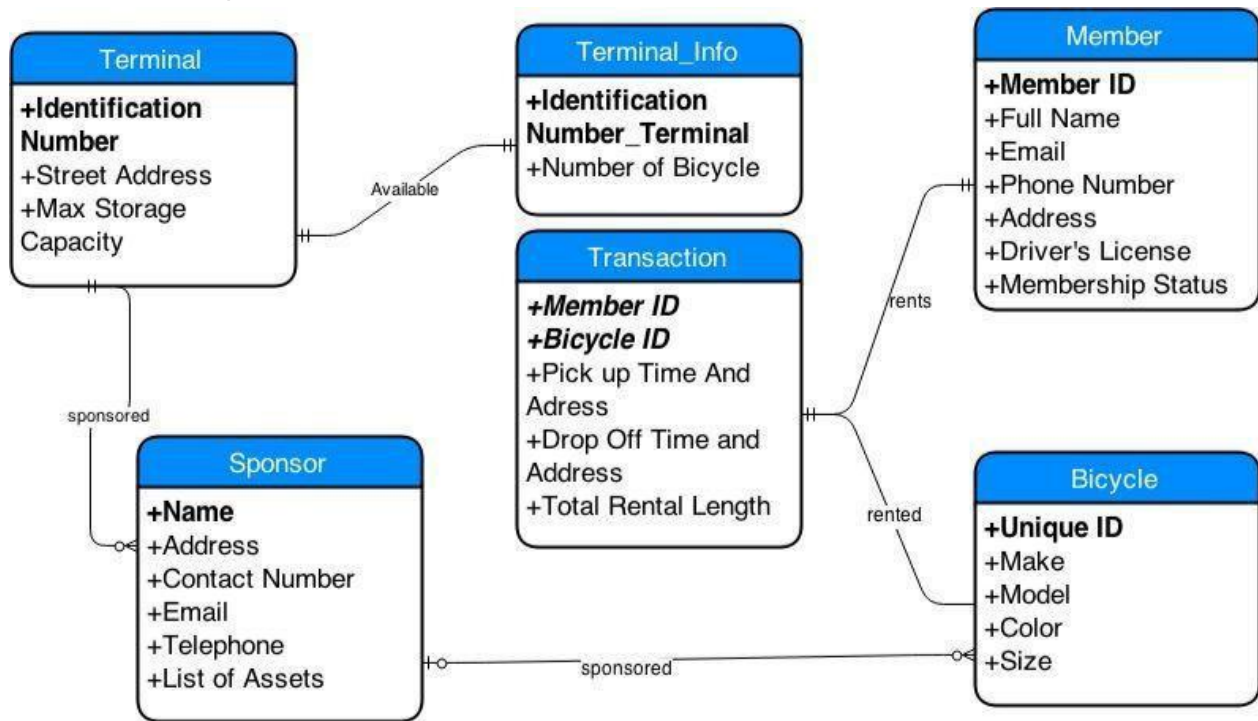 Terminal
+Identification
Number
+Street Address
+Max Storage
Capacity
Available
Terminal_Info
+Identification
Number_Terminal
+Number of Bicycle
Member
+Member ID
+Full Name
+Email
+Phone Number
+Address
+Driver's License
+Membership Status
Transaction
+Member ID
+Bicycle ID
+Pick up Time And
Adress
+Drop Off Time and
Address
+Total Rental Length
rents
rented
sponsored
Sponsor
+Name
+Address
+Contact Number
+Email
+Telephone
+List of Assets
sponsored
Bicycle
+Unique ID
+Make
+Model
+Color
+Size